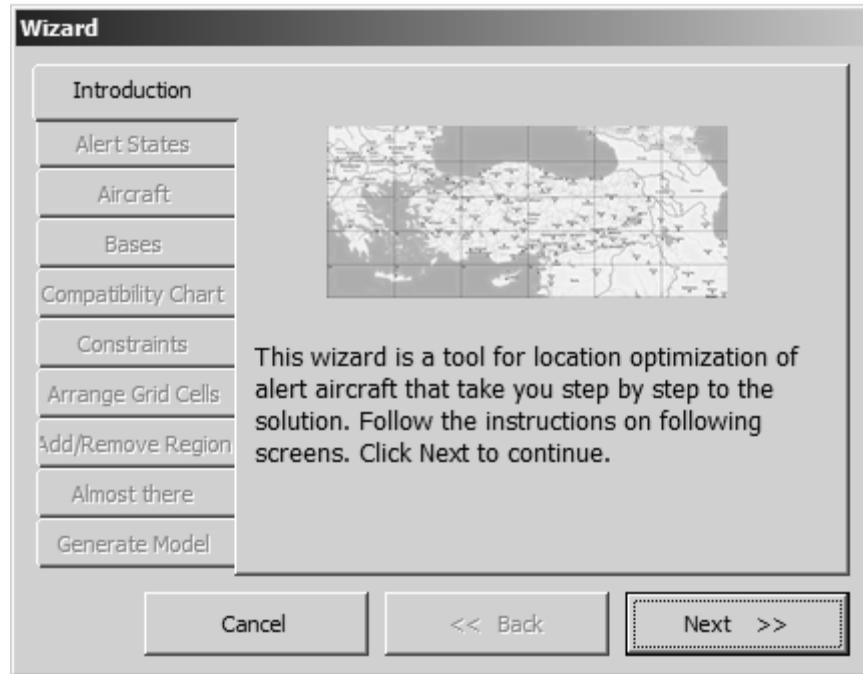 Wizard
Introduction
Alert States
Aircraft
Bases
Compatibility Chart
Constraints
Arrange Grid Cells
Add/Remove Region
Almost there
Generate Model
This wizard is a tool for location optimization of
alert aircraft that take you step by step to the
solution. Follow the instructions on following
screens. Click Next to continue.
Cancel
<< Back
Next >>